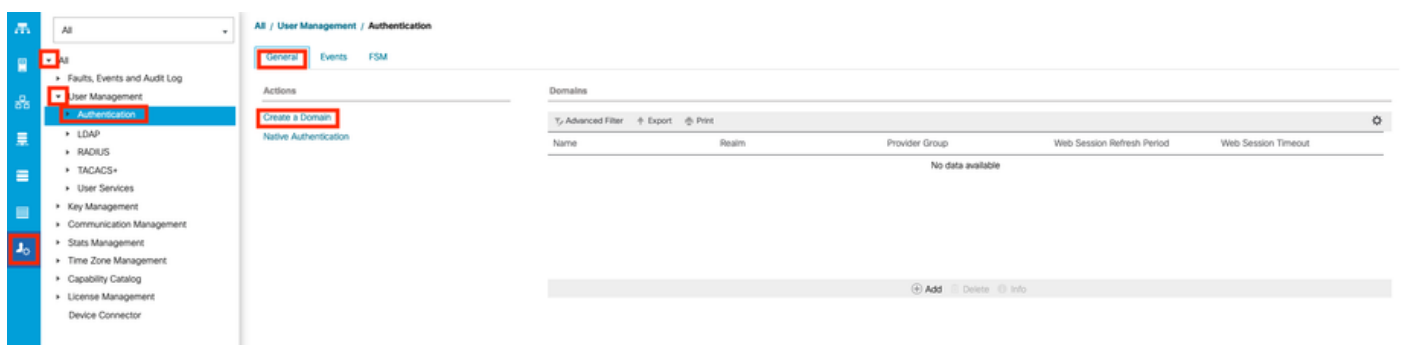 All
All
Faults, Events and Audit Log
User Management
Authentication
LDAP
RADIUS
TACACS+
User Services
Key Management
Communication Management
Stats Management
Time Zone Management
Capability Catalog
License Management
Device Connector
All / User Management / Authentication
General Events FSM
Actions
Create a Domain
Native Authentication
Domains
Advanced Filter Export Print
Name Realm Provider Group Web Session Refresh Period Web Session Timeout
No data available
Add Delete Info